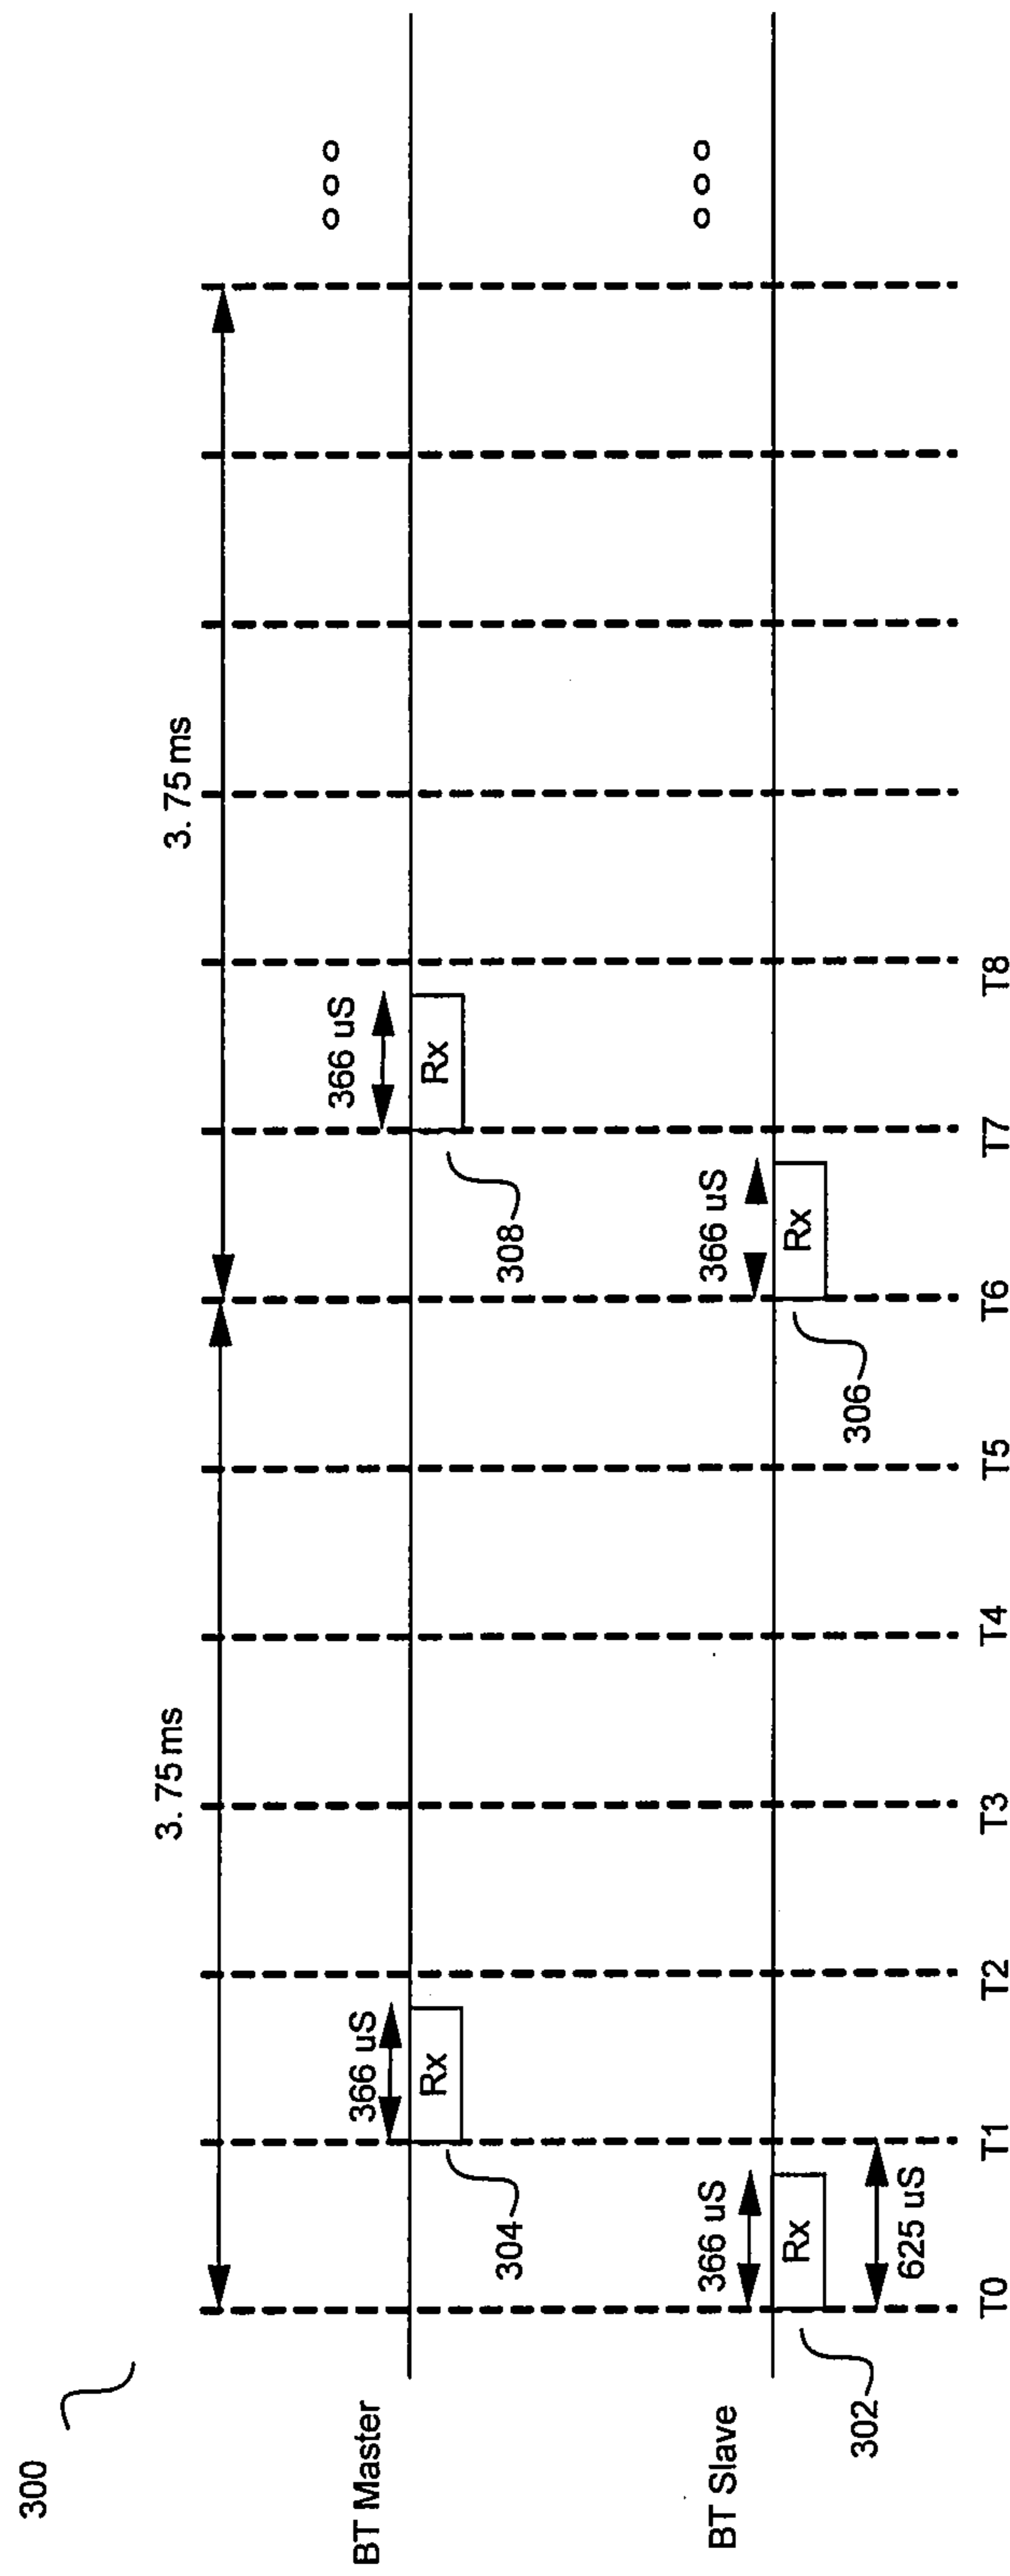 300
3. 75 ms
3. 75 ms
BT Master
366 uS
Rx
304
366 uS
Rx
308
o o o
BT Slave
366 uS
Rx
302
625 uS
366 uS
Rx
306
o o o
T0
T1
T2
T3
T4
T5
T6
T7
T8